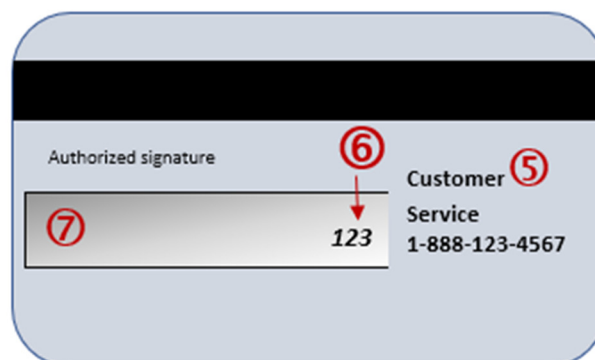 Authorized signature
⑥
Customer ⑤
Service
1-888-123-4567
⑦
123